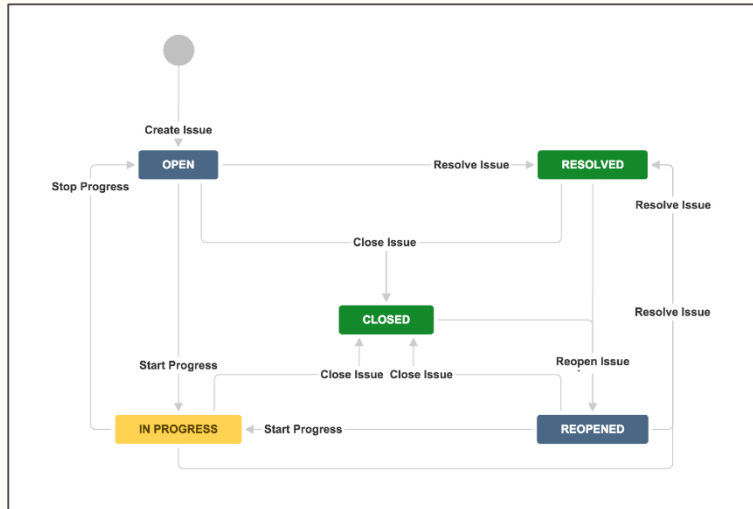 Create Issue
OPEN
Resolve Issue
RESOLVED
Stop Progress
Resolve Issue
Close Issue
Resolve Issue
CLOSED
Start Progress
Reopen Issue
Close Issue
Close Issue
IN PROGRESS
Start Progress
REOPENED